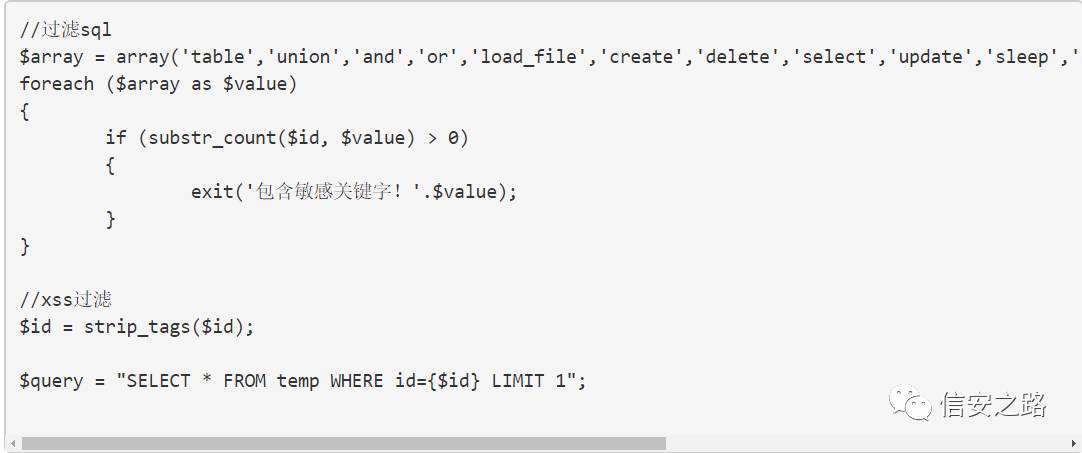 //过滤sql
$array = array('table','union','and','or','load_file','create','delete','select','update','sleep','
foreach ($array as $value)
{
if (substr_count($id, $value) > 0)
{
exit('包含敏感关键字！'.$value);
}
}
//xss过滤
$id = strip_tags($id);
$query = "SELECT * FROM temp WHERE id={$id} LIMIT 1";
信安之路